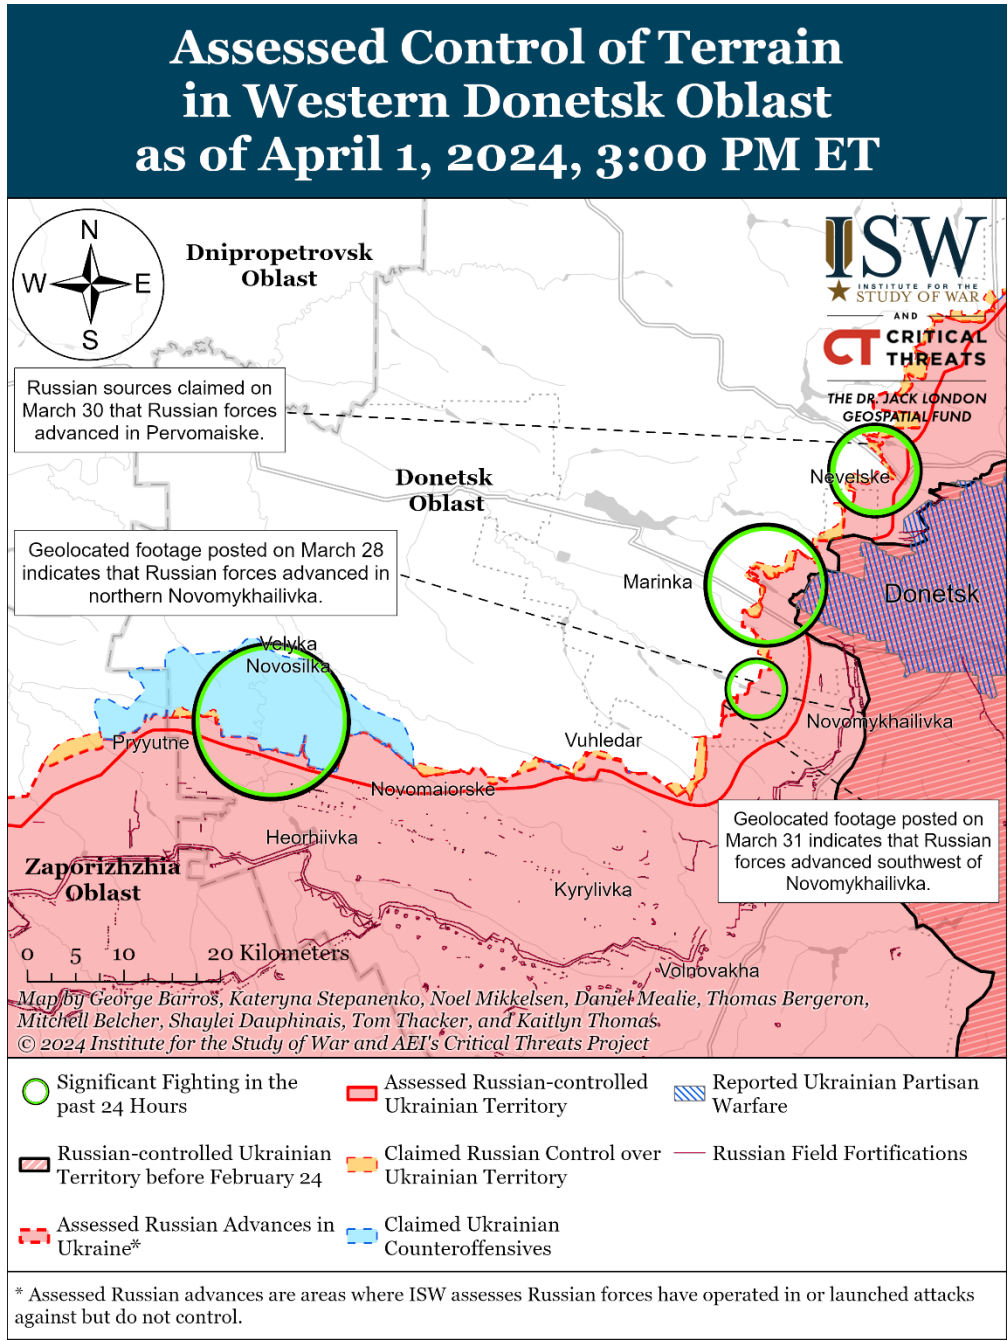 Assessed Control of Terrain
in Western Donetsk Oblast
as of April 1, 2024, 3:00 PM ET
N
W
E
S
Dnipropetrovsk
Oblast
ISW
INSTITUTE FOR THE
STUDY OF WAR
AND
CT CRITICAL
THREATS
THE DR. JACK LONDON
GEOSPATIAL FUND
Russian sources claimed on
March 30 that Russian forces
advanced in Pervomaiske.
Donetsk
Oblast
Nevelske
Geolocated footage posted on March 28
indicates that Russian forces advanced in
northern Novomykhailivka.
Marinka
Donetsk
Velyka
Novosilka
Pryyutne
Vuhledar
Novomykhailivka
Novomaiorske
Geolocated footage posted on
March 31 indicates that Russian
forces advanced southwest of
Novomykhailivka.
Heorhiivka
Zaporizhzhia
Oblast
Kyrylivka
Volnovakha
0 5 10 20 Kilometers
Map by George Barros, Kateryna Stepanenko, Noel Mikkelsen, Daniel Mealie, Thomas Bergeron,
Mitchell Belcher, Shaylei Dauphinais, Tom Thacker, and Kaitlyn Thomas.
© 2024 Institute for the Study of War and AEI's Critical Threats Project
Significant Fighting in the
past 24 Hours
Assessed Russian-controlled
Ukrainian Territory
Reported Ukrainian Partisan
Warfare
Russian-controlled Ukrainian
Territory before February 24
Claimed Russian Control over
Ukrainian Territory
Russian Field Fortifications
Assessed Russian Advances in
Ukraine*
Claimed Ukrainian
Counteroffensives
* Assessed Russian advances are areas where ISW assesses Russian forces have operated in or launched attacks
against but do not control.